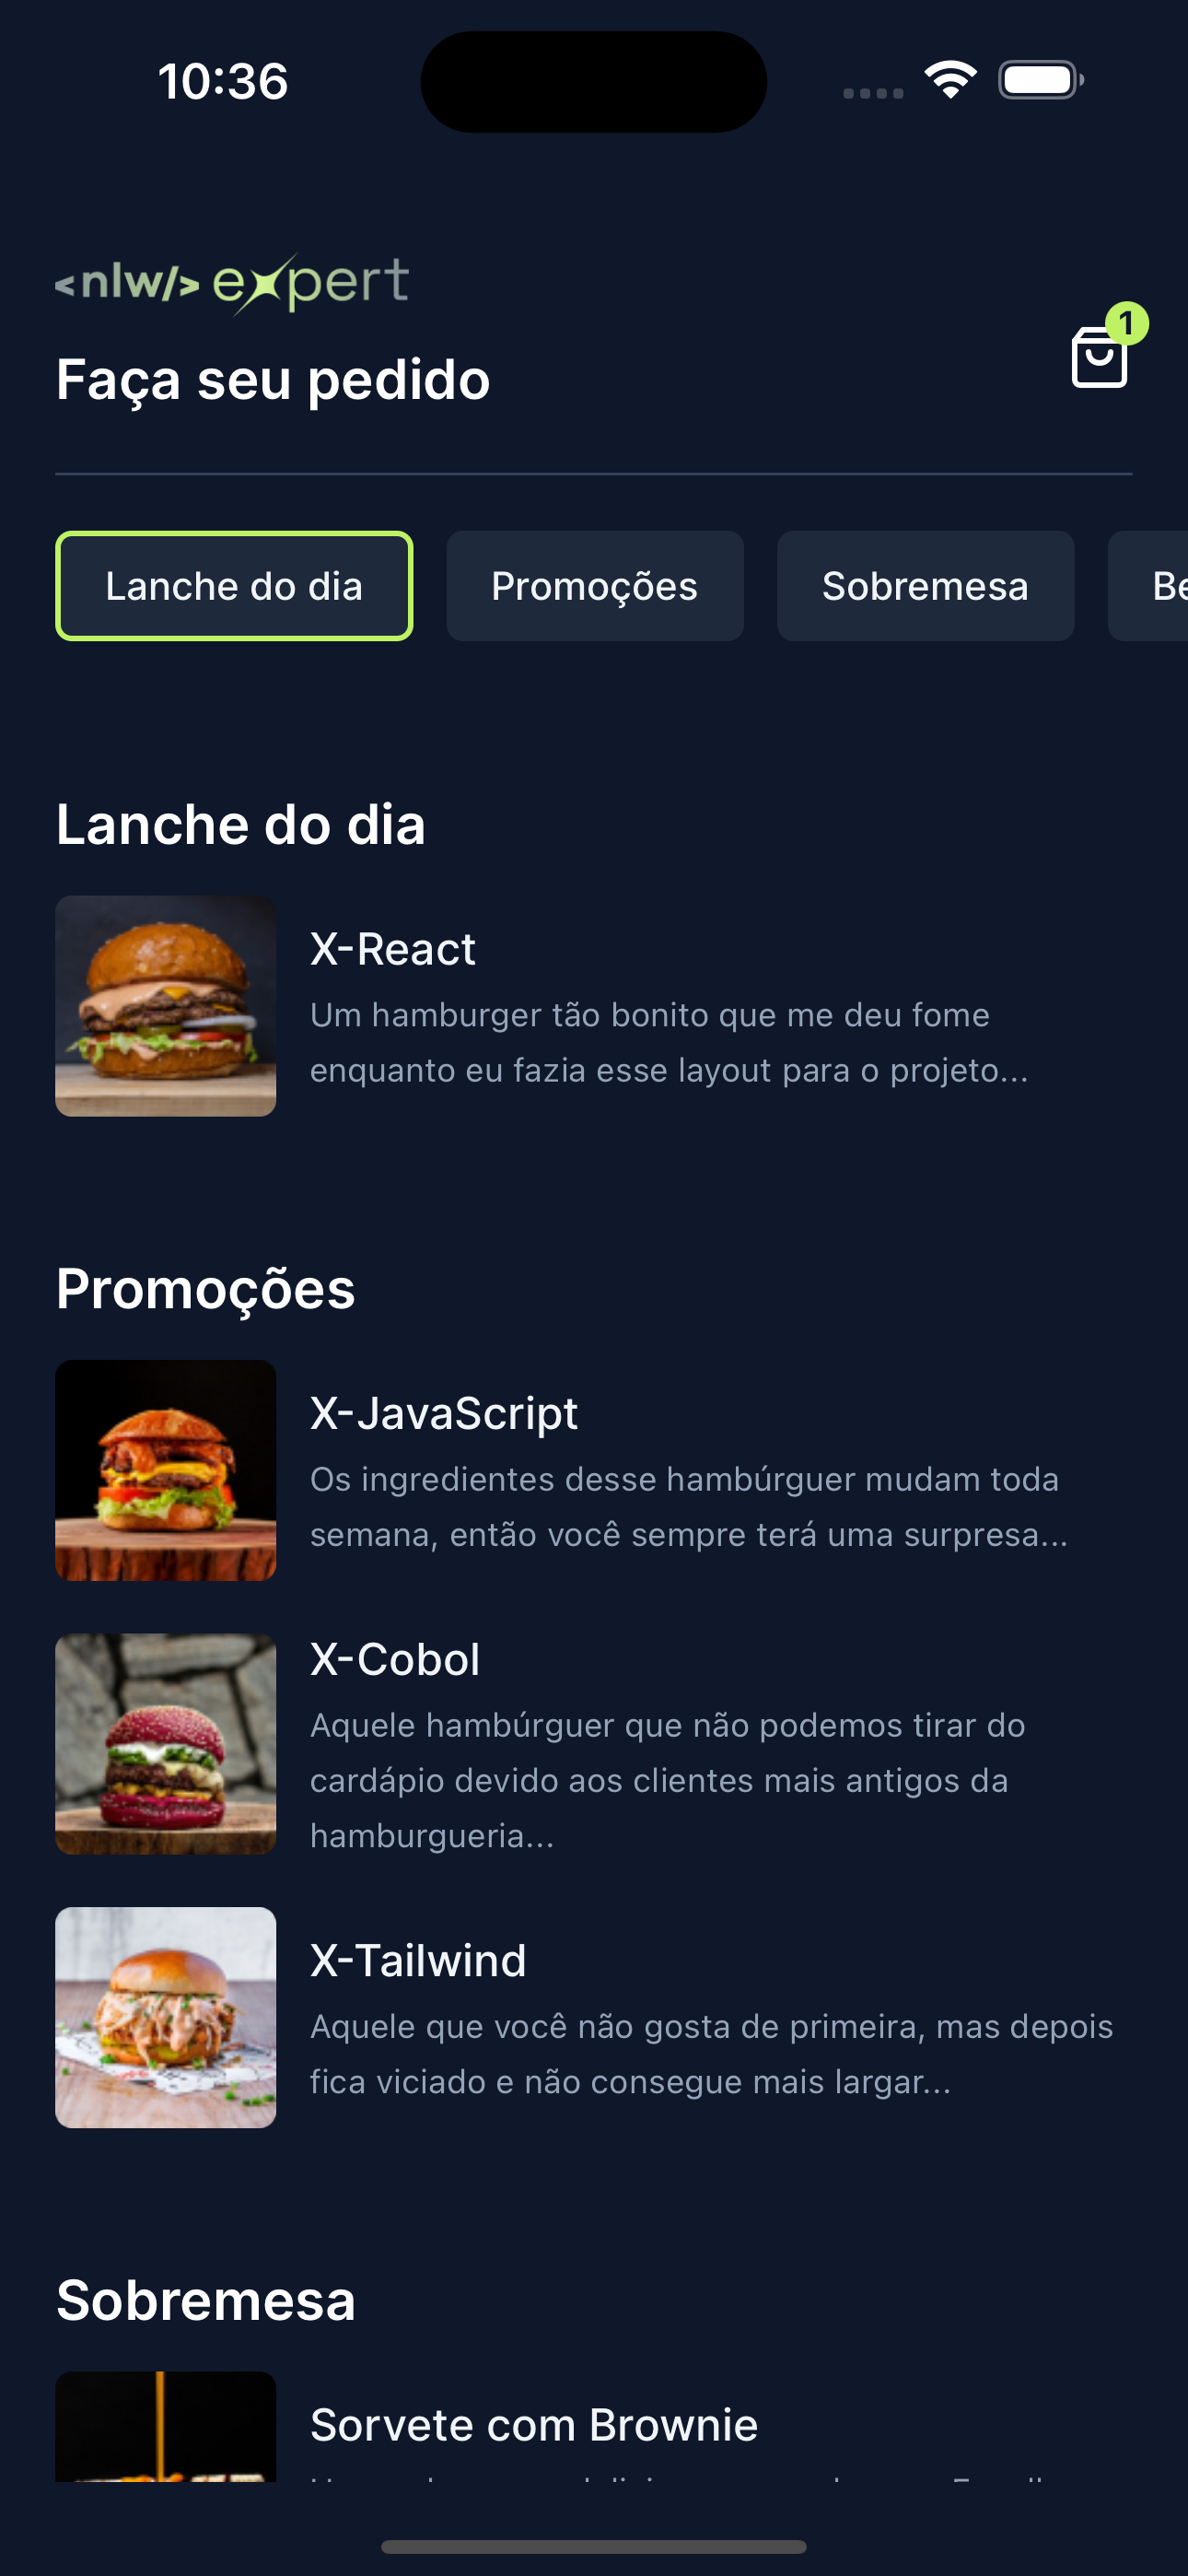 10:36
<nlw/> expert
Faça seu pedido
1
Lanche do dia
Promoções
Sobremesa
Be
Lanche do dia
X-React
Um hamburger tão bonito que me deu fome
enquanto eu fazia esse layout para o projeto...
Promoções
X-JavaScript
Os ingredientes desse hambúrguer mudam toda
semana, então você sempre terá uma surpresa...
X-Cobol
Aquele hambúrguer que não podemos tirar do
cardápio devido aos clientes mais antigos da
hamburgueria...
X-Tailwind
Aquele que você não gosta de primeira, mas depois
fica viciado e não consegue mais largar...
Sobremesa
Sorvete com Brownie